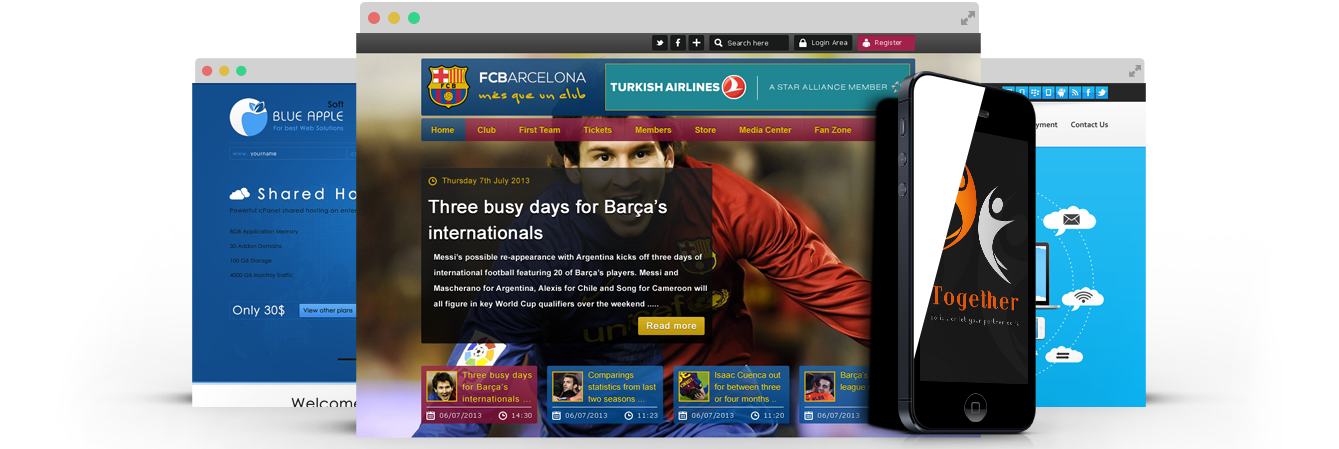 Search here
Login Area
Register
FCBARCELONA
més que un club
TURKISH AIRLINES
A STAR ALLIANCE MEMBER
FCB
Home
Club
First Team
Tickets
Members
Store
Media Center
Fan Zone
Thursday 7th July 2013
Three busy days for Barça's
internationals
Messi's possible re-appearance with Argentina kicks off three days of
international football featuring 20 of Barça's players. Messi and
Mascherano for Argentina, Alexis for Chile and Song for Cameroon will
all figure in key World Cup qualifiers over the weekend .....
Read more
unicef
Three busy days
for Barça's
internationals ...
06/07/2013 14:30
Comparings
statistics from last
two seasons ...
06/07/2013 11:23
Isaac Cuenca out
for between three
or four months ..
06/07/2013 11:20
Barça's
league
06/07/2013
Soft
BLUE APPLE
For best Web Solutions
www. yourname
Shared Ho
Powerful cPanel shared hosting on enter
8GB Application Memory
30 Addon Domains
100 GB Storage
4000 GB Monthly Traffic
Only 30$
View other plans
Welcome
Together
yment
Contact Us